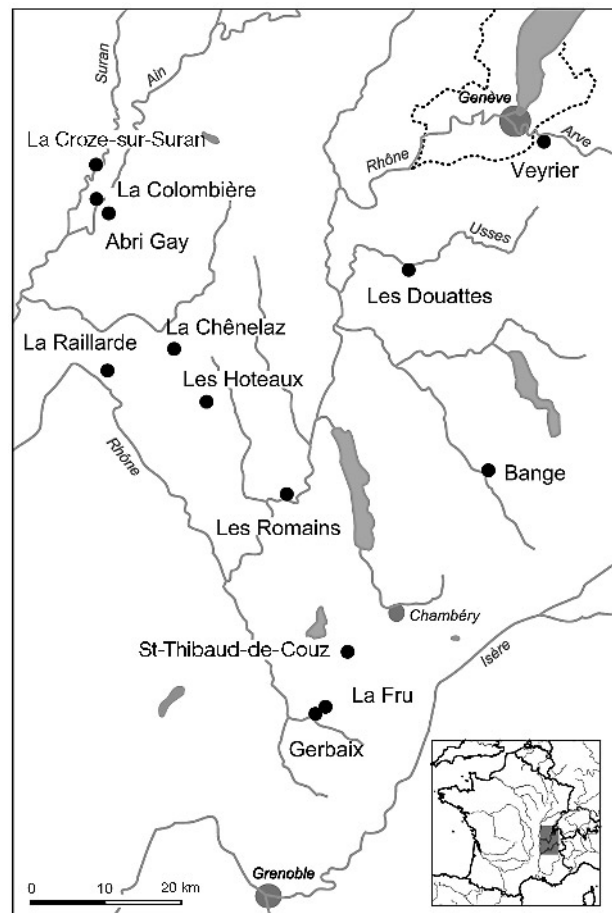 Suran
Ain
Genève
La Croze-sur-Suran
Rhône
Arve
Veyrier
La Colombière
Abri Gay
Usses
Les Douattes
La Chênelaz
La Raillarde
Les Hoteaux
Rhône
Bange
Les Romains
Chambéry
St-Thibaud-de-Couz
Isère
La Fru
Gerbaix
Grenoble
0 10 20 km